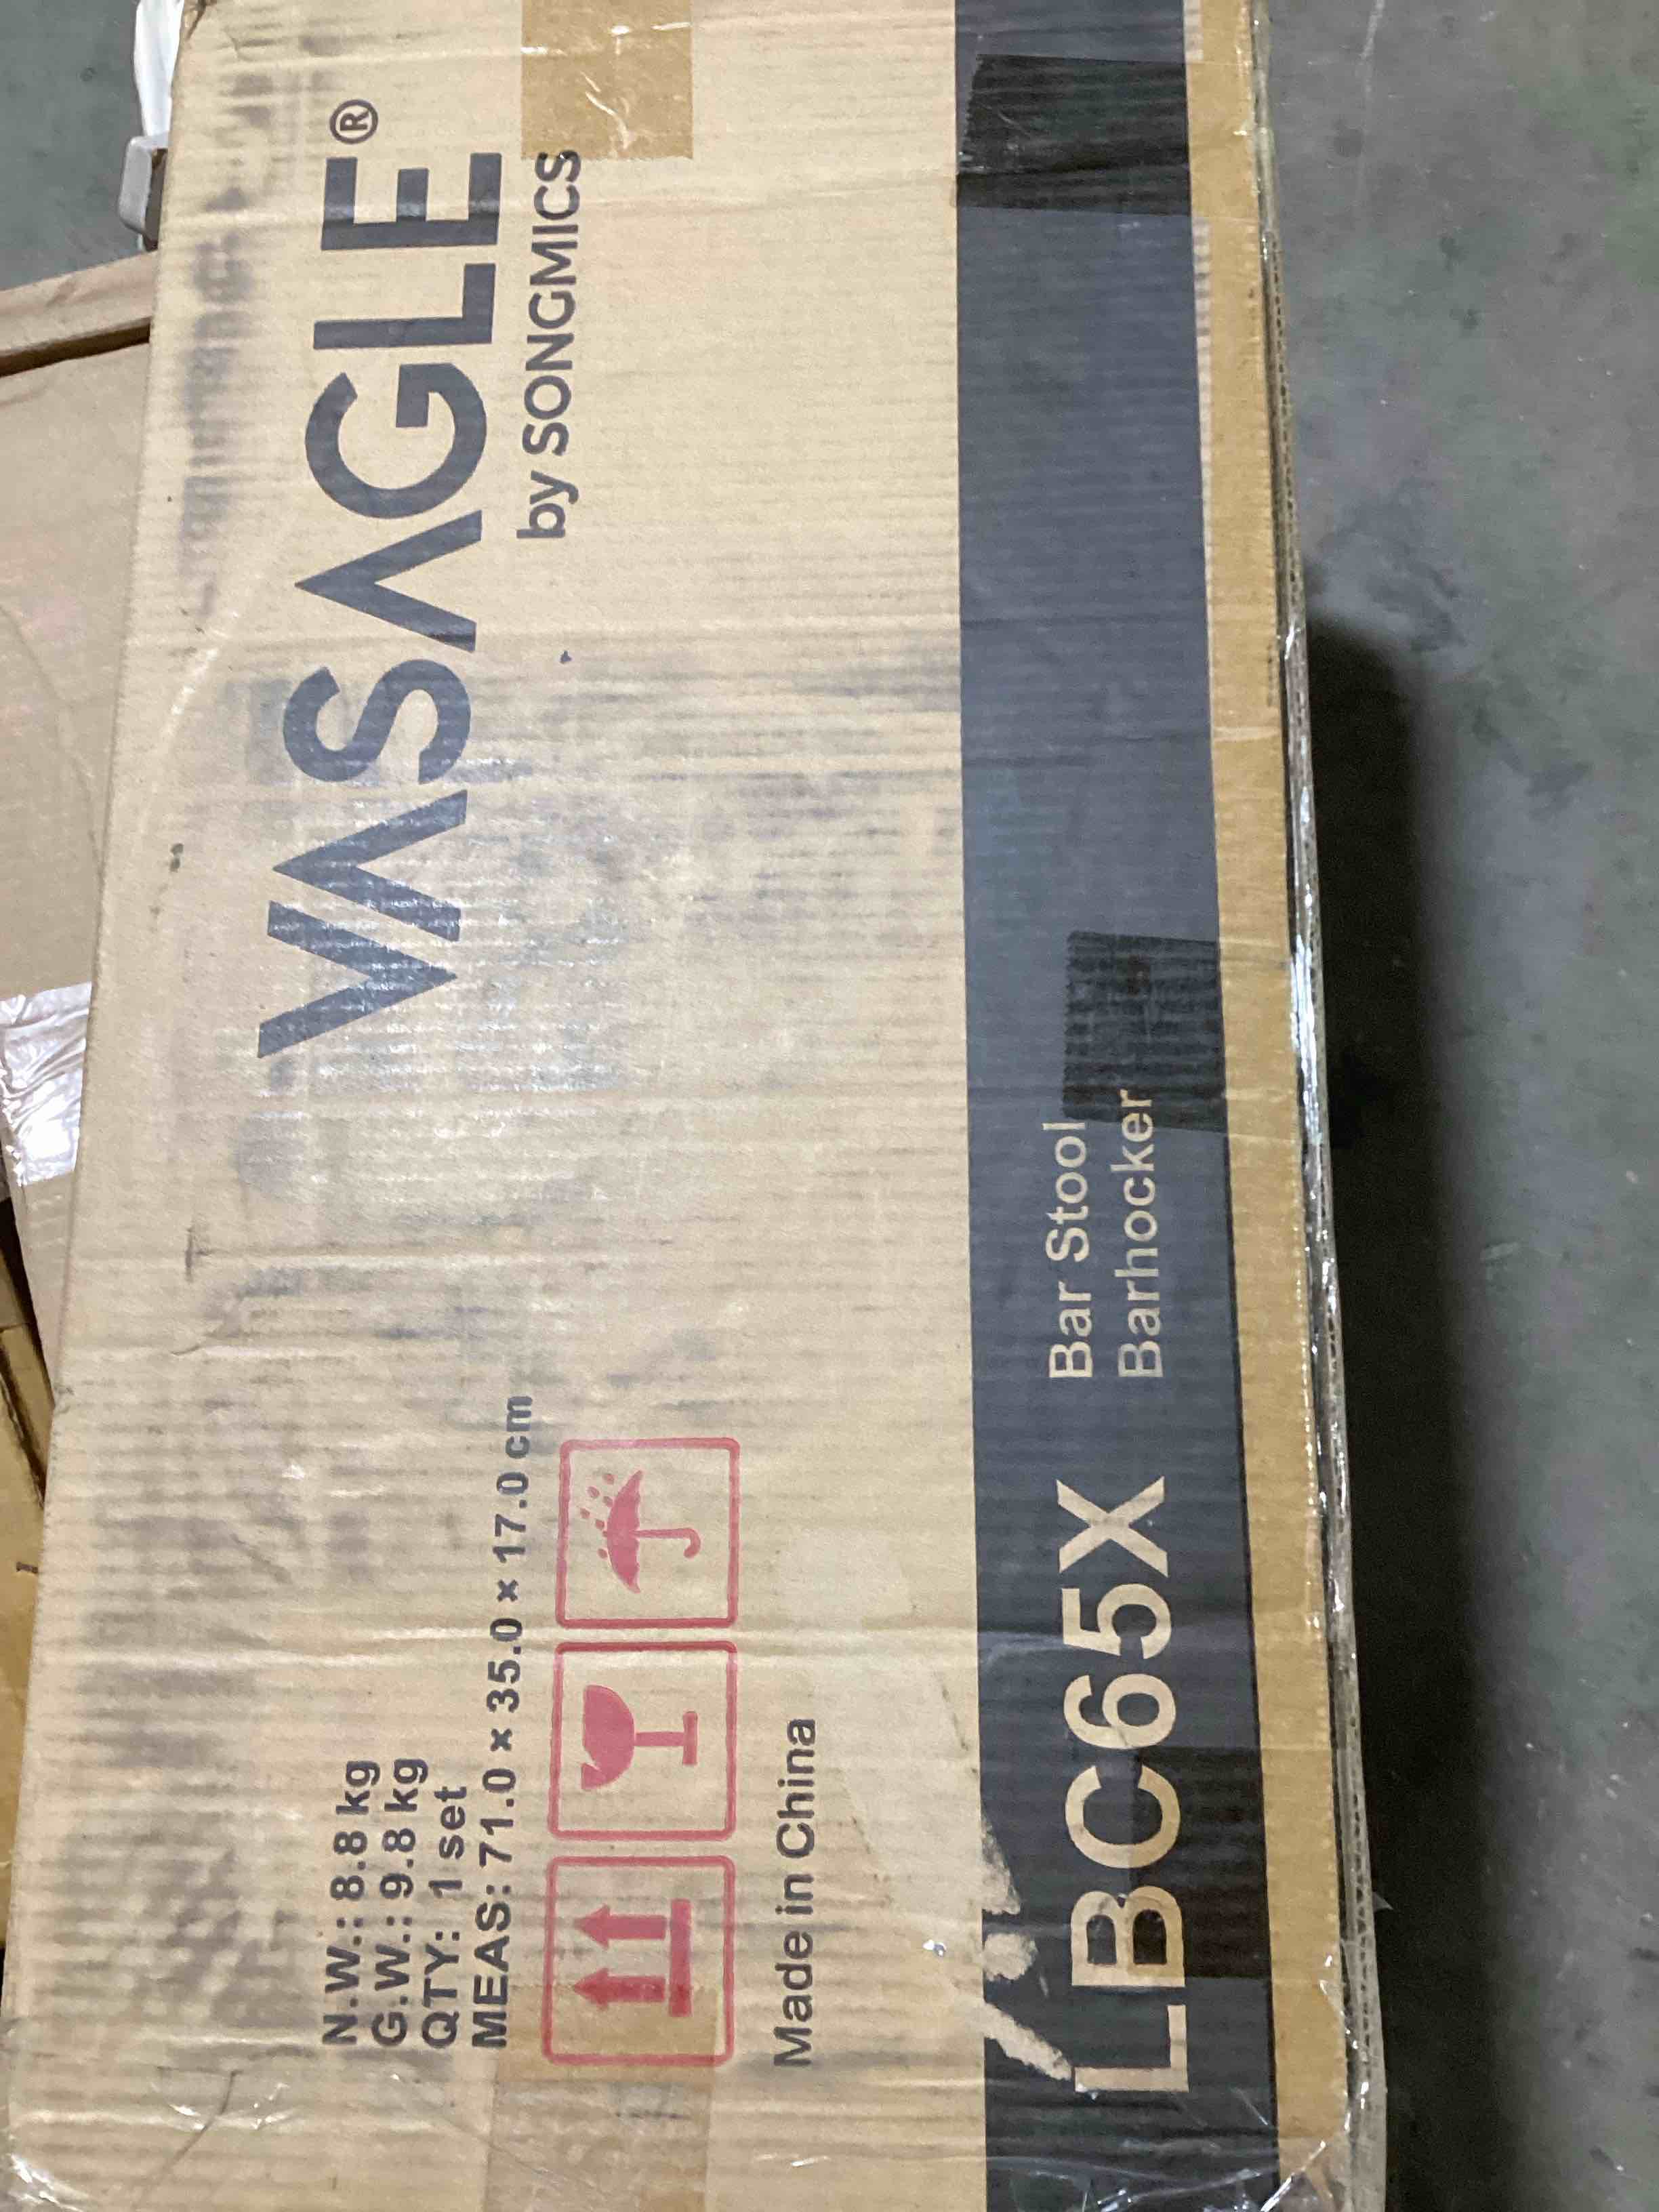 VASAGLE®
by SONGMICS
N.W.: 8.8 kg
G.W.: 9.8 kg
QTY: 1 set
MEAS: 71.0 × 35.0 × 17.0 cm
Made in China
LBC65X
Bar Stool
Barhocker